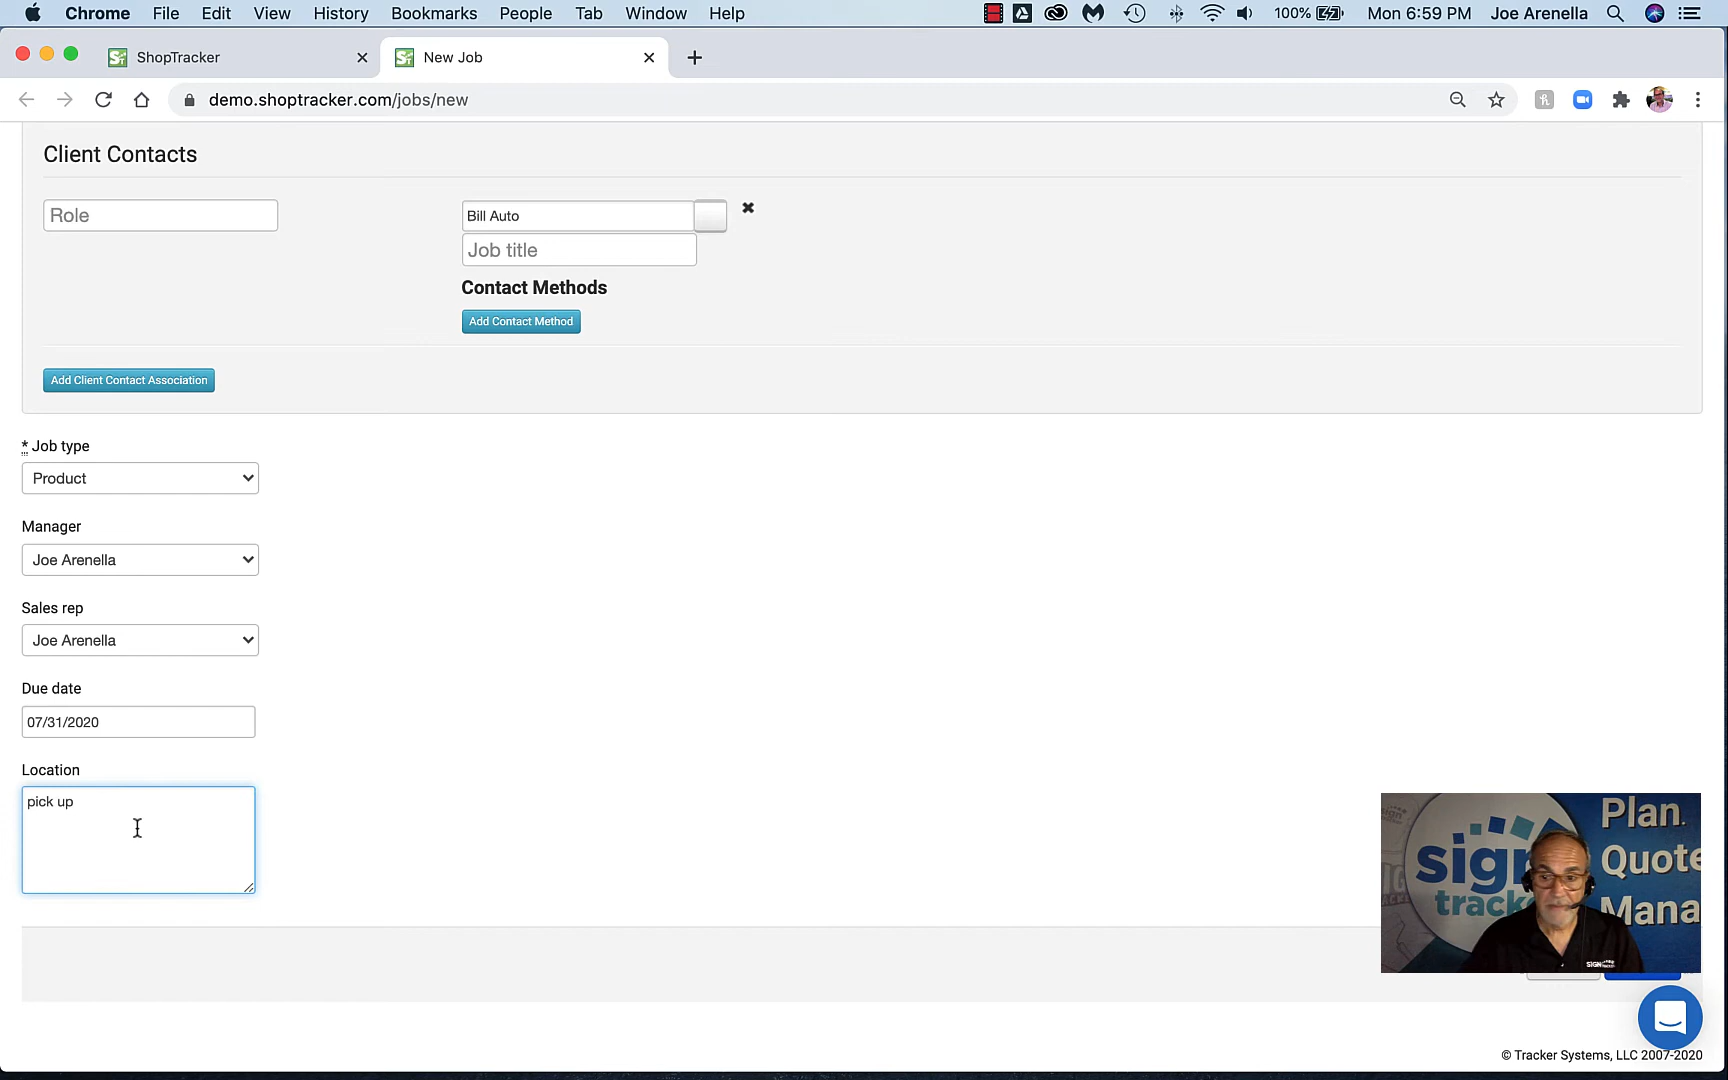 Chrome File Edit View History Bookmarks People Tab Window Help 100% Mon 6:59 PM Joe Arenella
ShopTracker New Job
demo.shoptracker.com/jobs/new
Client Contacts
Role Bill Auto
Job title
Contact Methods
Add Contact Method
Add Client Contact Association
* Job type
Product
Manager
Joe Arenella
Sales rep
Joe Arenella
Due date
07/31/2020
Location
pick up
Plan.
Quote
Mana
sign
track
SIGN
© Tracker Systems, LLC 2007-2020